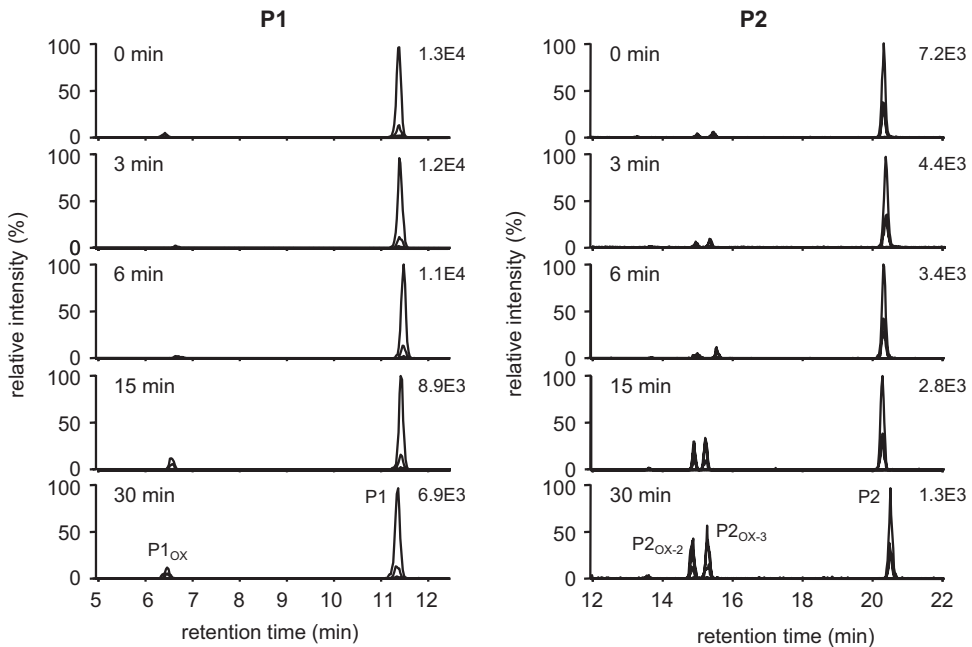 P1
relative intensity (%)
100
50
0
0 min
1.3E4
100
50
0
3 min
1.2E4
100
50
0
6 min
1.1E4
100
50
0
15 min
8.9E3
100
50
0
30 min
6.9E3
P1OX
P1
5 6 7 8 9 10 11 12
retention time (min)
P2
relative intensity (%)
100
50
0
0 min
7.2E3
100
50
0
3 min
4.4E3
100
50
0
6 min
3.4E3
100
50
0
15 min
2.8E3
100
50
0
30 min
1.3E3
P2OX-2
P2OX-3
P2
12 14 16 18 20 22
retention time (min)